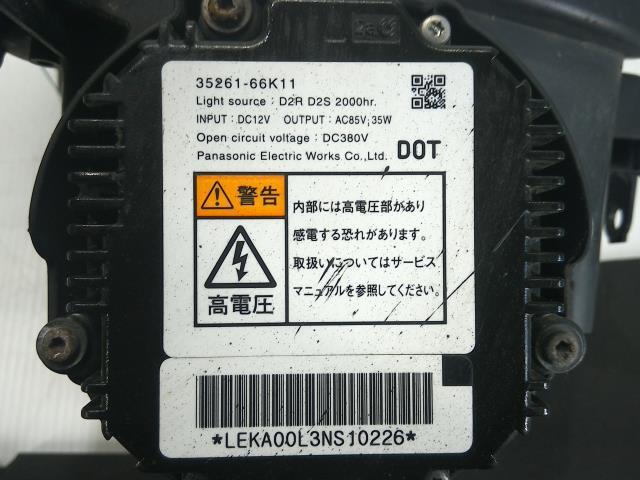 35261-66K11
Light source : D2R D2S 2000hr.
INPUT : DC12V OUTPUT : AC85V, 35W
Open circuit voltage : DC380V
Panasonic Electric Works Co.,Ltd. DOT
警告
高電圧
内部には高電圧部があり
感電する恐れがあります。
取扱いについてはサービス
マニュアルを参照してください。
*LEKA00L3NS10226*